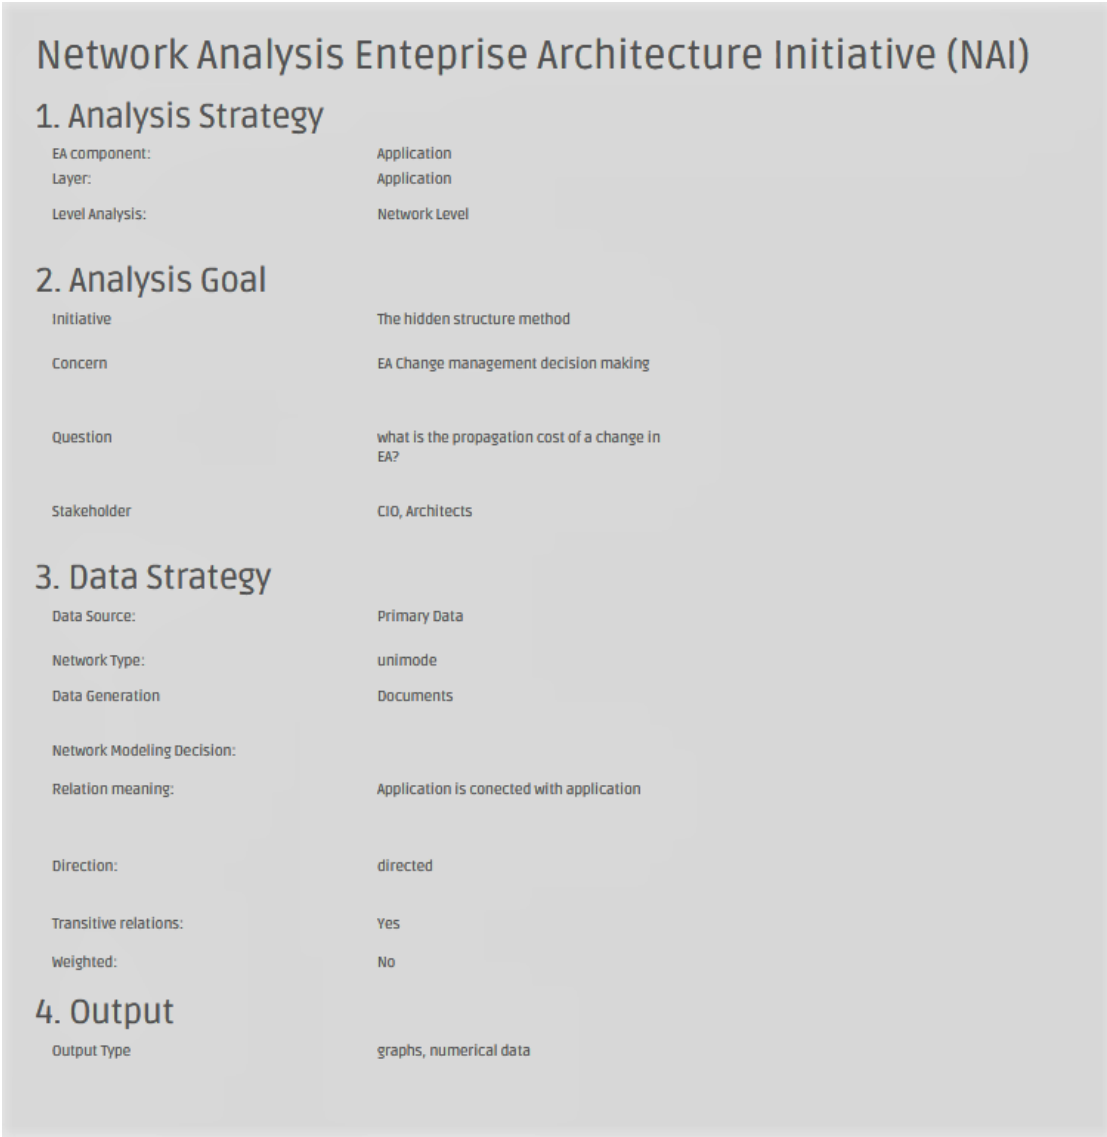 Network Analysis Enteprise Architecture Initiative (NAI)
1. Analysis Strategy
EA component: Application
Layer: Application
Level Analysis: Network Level
2. Analysis Goal
Initiative The hidden structure method
Concern EA Change management decision making
Question what is the propagation cost of a change in
EA?
Stakeholder CIO, Architects
3. Data Strategy
Data Source: Primary Data
Network Type: unimode
Data Generation Documents
Network Modeling Decision:
Relation meaning: Application is conected with application
Direction: directed
Transitive relations: Yes
Weighted: No
4. Output
Output Type graphs, numerical data